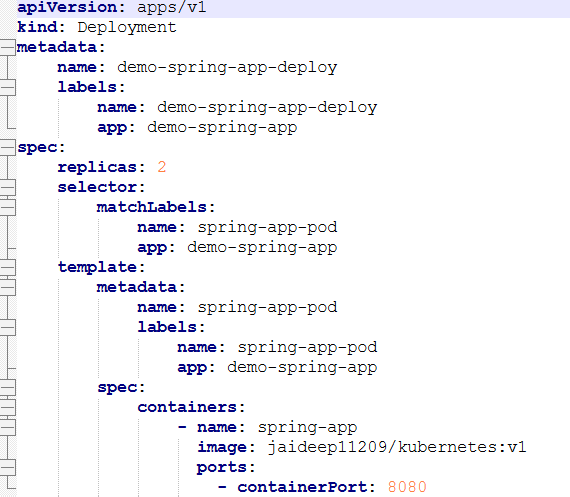 apiVersion: apps/v1
kind: Deployment
metadata:
    name: demo-spring-app-deploy
    labels:
        name: demo-spring-app-deploy
        app: demo-spring-app
spec:
    replicas: 2
    selector:
        matchLabels:
            name: spring-app-pod
            app: demo-spring-app
    template:
        metadata:
            name: spring-app-pod
            labels:
                name: spring-app-pod
                app: demo-spring-app
        spec:
            containers:
                - name: spring-app
                  image: jaideep11209/kubernetes:v1
                  ports:
                    - containerPort: 8080